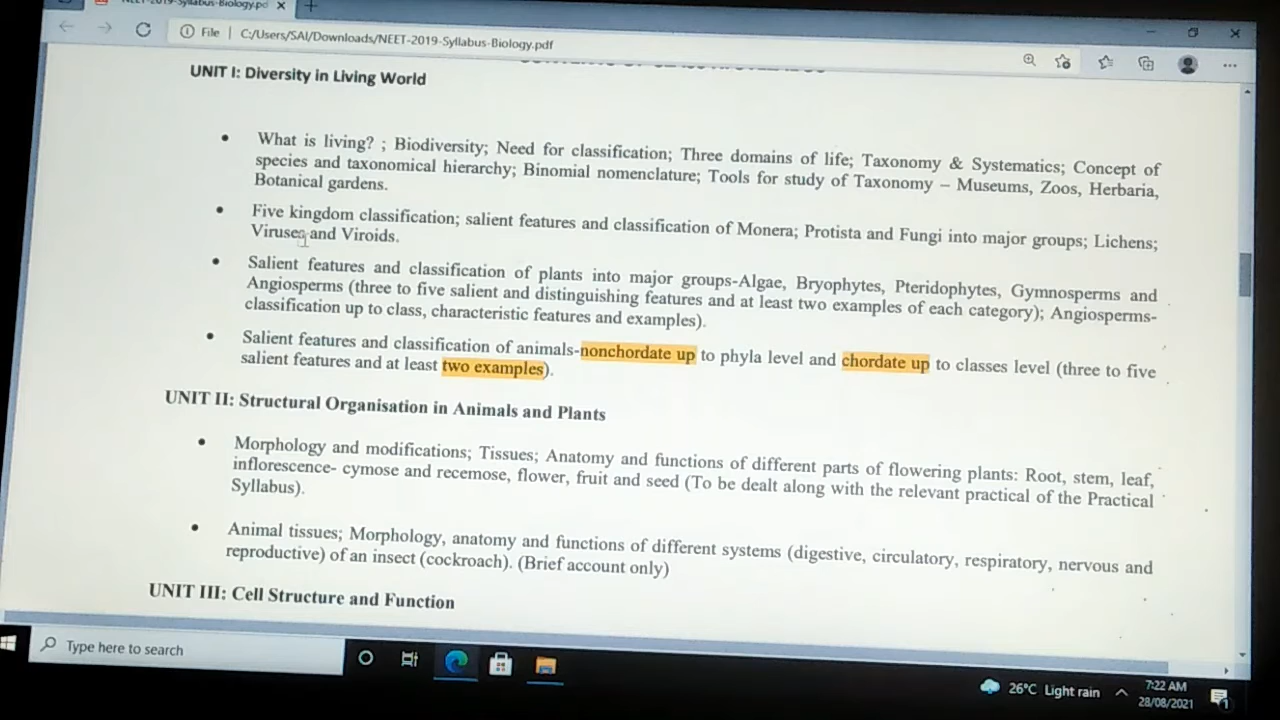 NEET-2019-Syllabus-Biology.pd
File | C:/Users/SAI/Downloads/NEET-2019-Syllabus-Biology.pdf
UNIT I: Diversity in Living World
• What is living? ; Biodiversity; Need for classification; Three domains of life; Taxonomy & Systematics; Concept of
species and taxonomical hierarchy; Binomial nomenclature; Tools for study of Taxonomy – Museums, Zoos, Herbaria,
Botanical gardens.
• Five kingdom classification; salient features and classification of Monera; Protista and Fungi into major groups; Lichens;
Viruses and Viroids.
• Salient features and classification of plants into major groups-Algae, Bryophytes, Pteridophytes, Gymnosperms and
Angiosperms (three to five salient and distinguishing features and at least two examples of each category); Angiosperms-
classification up to class, characteristic features and examples).
• Salient features and classification of animals-nonchordate up to phyla level and chordate up to classes level (three to five
salient features and at least two examples).
UNIT II: Structural Organisation in Animals and Plants
• Morphology and modifications; Tissues; Anatomy and functions of different parts of flowering plants: Root, stem, leaf,
inflorescence- cymose and recemose, flower, fruit and seed (To be dealt along with the relevant practical of the Practical
Syllabus).
• Animal tissues; Morphology, anatomy and functions of different systems (digestive, circulatory, respiratory, nervous and
reproductive) of an insect (cockroach). (Brief account only)
UNIT III: Cell Structure and Function
Type here to search
26°C Light rain
7:22 AM
28/08/2021
1